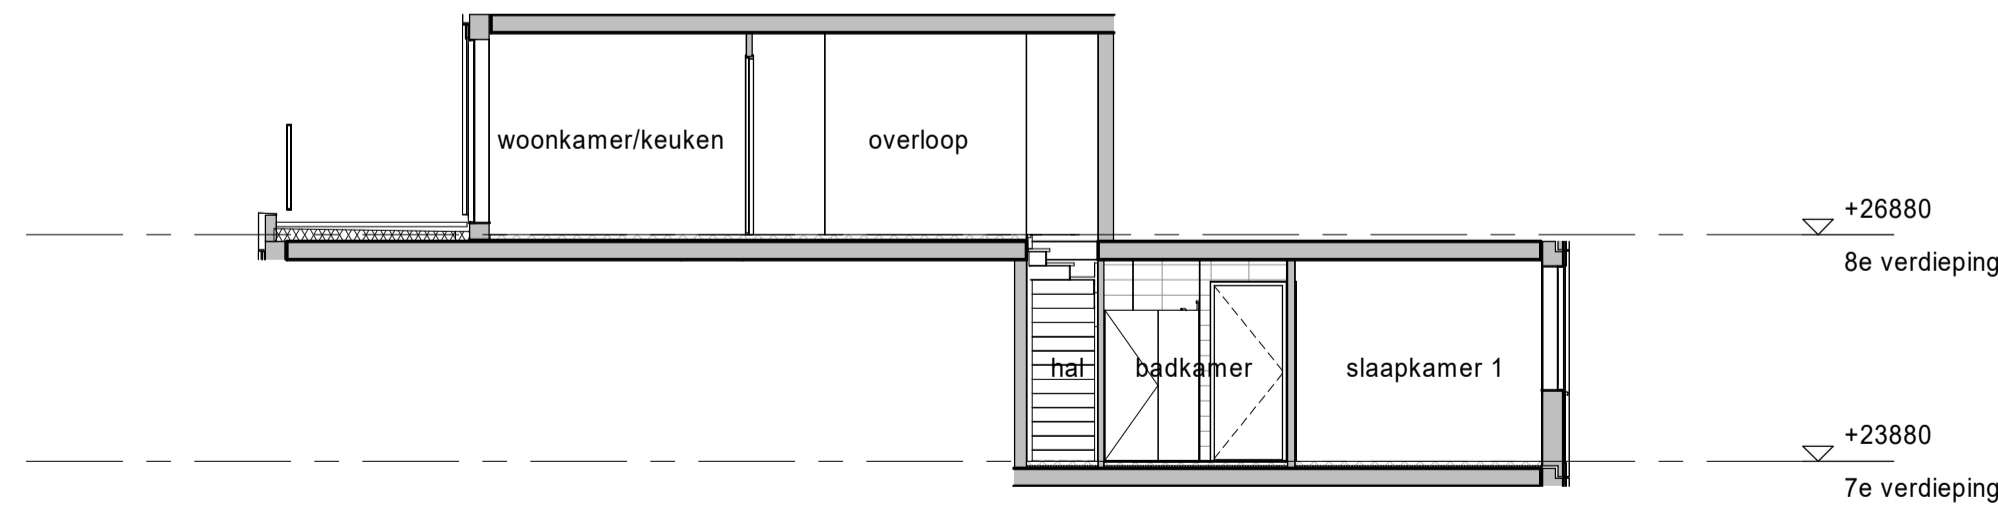 woonkamer/keuken
overloop
+26880
8e verdieping
hal
badkamer
slaapkamer 1
+23880
7e verdieping